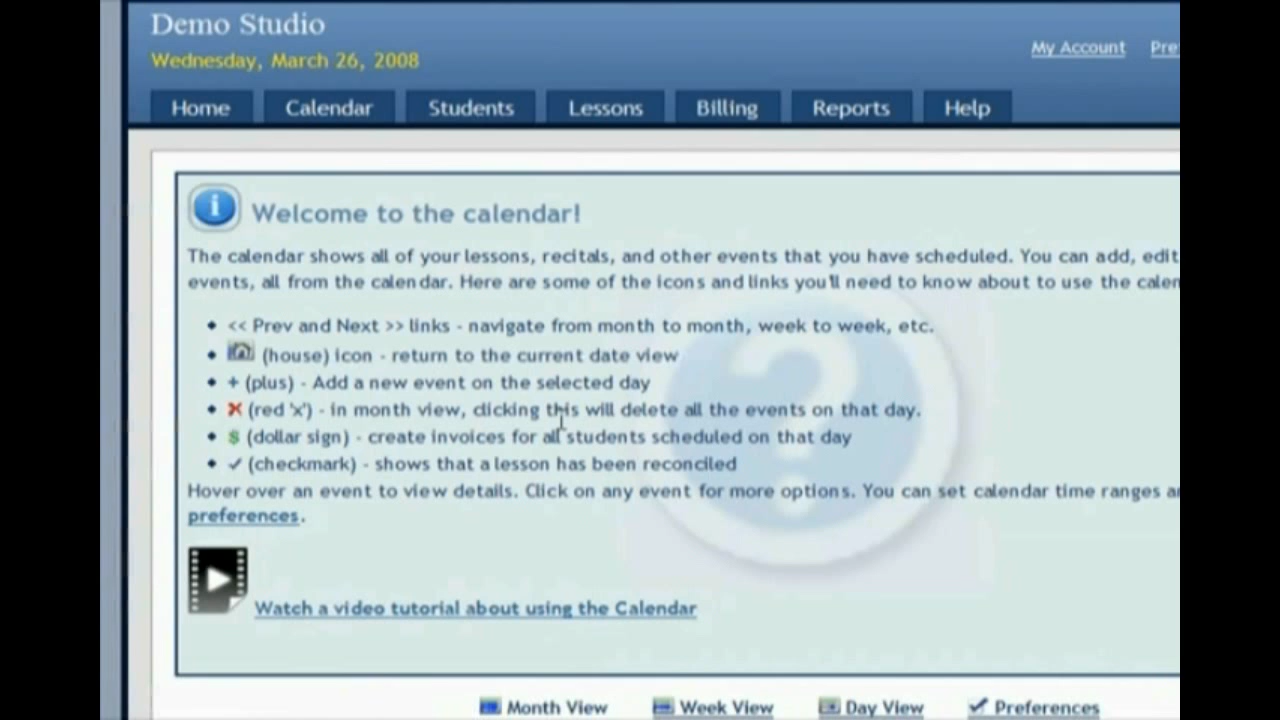 Demo Studio
Wednesday, March 26, 2008
My Account
Home Calendar Students Lessons Billing Reports Help
Welcome to the calendar!
The calendar shows all of your lessons, recitals, and other events that you have scheduled. You can add, edit
events, all from the calendar. Here are some of the icons and links you'll need to know about to use the
<< Prev and Next >> links - navigate from month to month, week to week, etc.
(house) icon - return to the current date view
+ (plus) - Add a new event on the selected day
(red 'x') - in month view, clicking this will delete all the events on that day.
$ (dollar sign) - create invoices for all students scheduled on that day
✓ (checkmark) - shows that a lesson has been reconciled
Hover over an event to view details. Click on any event for more options. You can set calendar time ranges
preferences.
Watch a video tutorial about using the Calendar
Month View Week View Day View Preferences